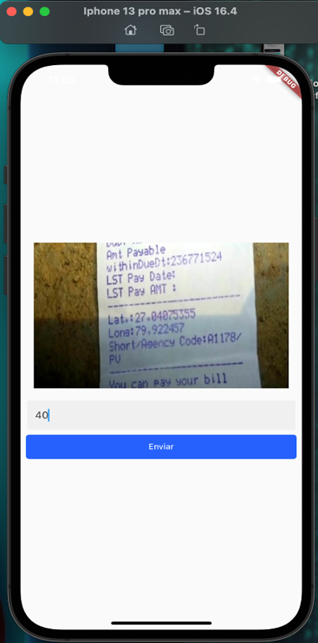 Iphone 13 pro max – iOS 16.4
DEBUG
Amt Payable
withinDueDt:236771524
LST Pay Date:
LST Pay AMT :
Lat.:27.04075355
Long:79.922457
Short/Agency Code:A1178/
PU
You can pay your bill
40
Enviar